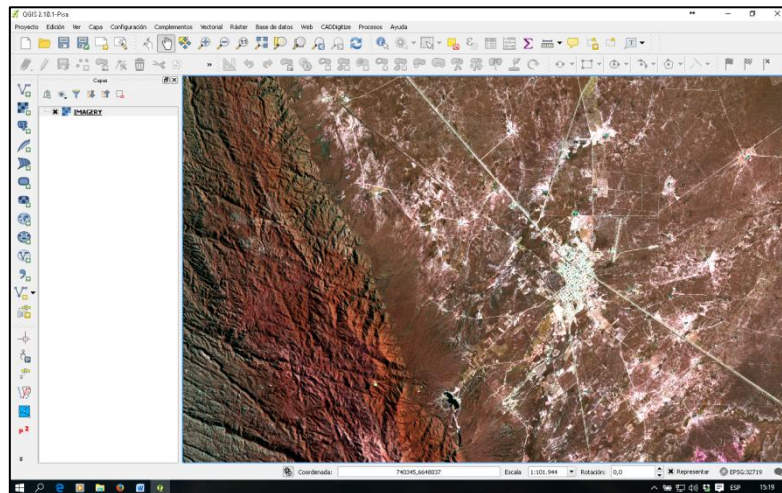 QGIS 2.10.1-Pisa
Proyecto Edición Ver Capa Configuración Complementos Vectorial Ráster Base de datos Web CADDigitize Procesos Ayuda
Capas
IMAGERY
Coordenada: 740345,6648037 Escala 1:101.944 Rotación: 0,0 Representar EPSG:32719
ESP 15:19